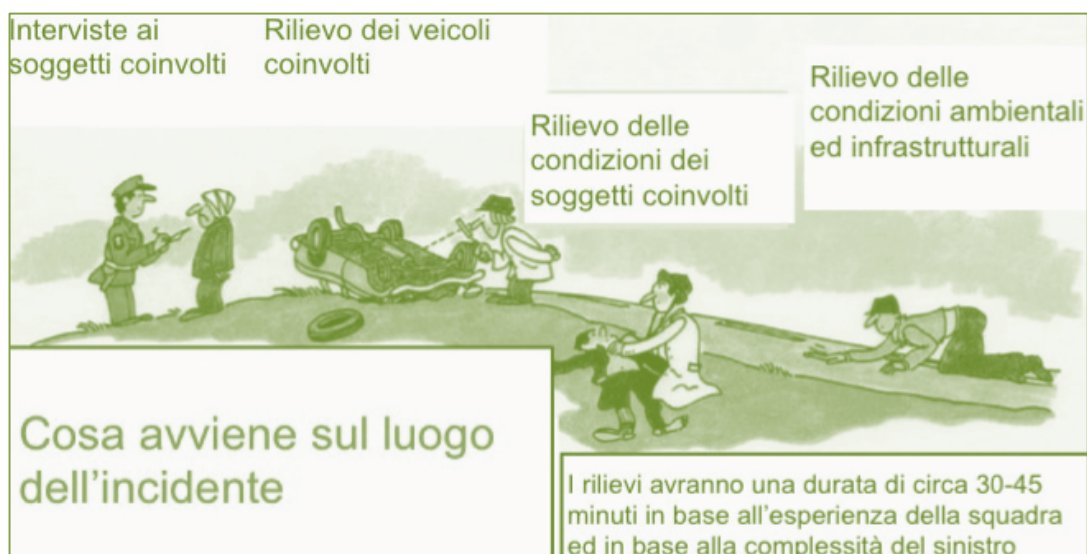 Interviste ai
soggetti coinvolti
Rilievo dei veicoli
coinvolti
Rilievo delle
condizioni dei
soggetti coinvolti
Rilievo delle
condizioni ambientali
ed infrastrutturali
Cosa avviene sul luogo
dell'incidente
I rilievi avranno una durata di circa 30-45
minuti in base all'esperienza della squadra
ed in base alla complessità del sinistro